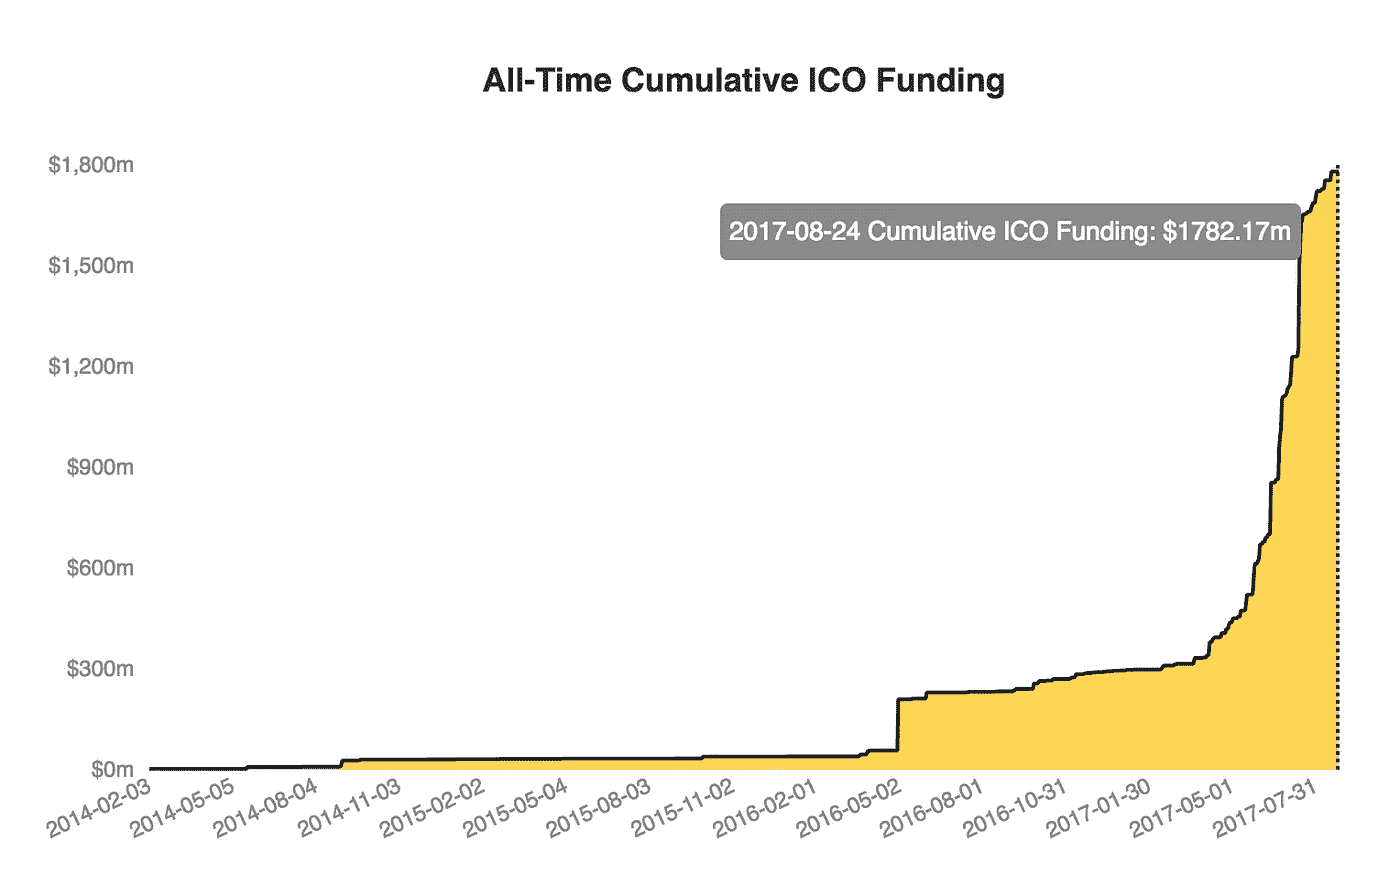 All-Time Cumulative ICO Funding
$1,800m
2017-08-24 Cumulative ICO Funding: $1782.17m
$1,500m
$1,200m
$900m
$600m
$300m
$0m
2014-02-03
2014-05-05
2014-08-04
2014-11-03
2015-02-02
2015-05-04
2015-08-03
2015-11-02
2016-02-01
2016-05-02
2016-08-01
2016-10-31
2017-01-30
2017-05-01
2017-07-31